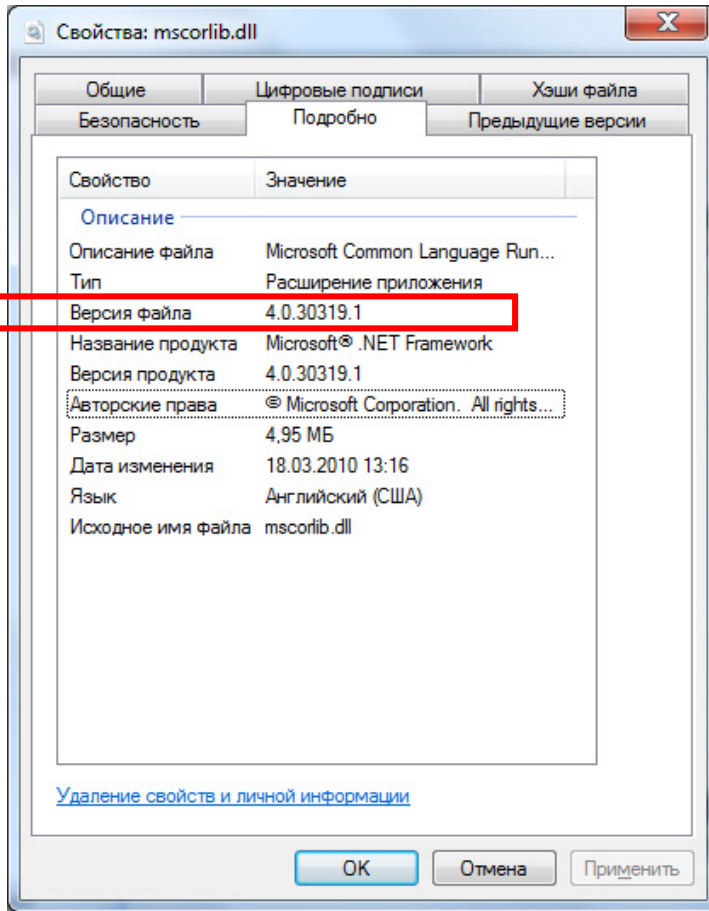 Свойства: mscorlib.dll
Общие Цифровые подписи Хэши файла
Безопасность Подробно Предыдущие версии
Свойство Значение
Описание
Описание файла Microsoft Common Language Run...
Тип Расширение приложения
Версия файла 4.0.30319.1
Название продукта Microsoft® .NET Framework
Версия продукта 4.0.30319.1
Авторские права © Microsoft Corporation. All rights...
Размер 4,95 МБ
Дата изменения 18.03.2010 13:16
Язык Английский (США)
Исходное имя файла mscorlib.dll
Удаление свойств и личной информации
OK Отмена Применить